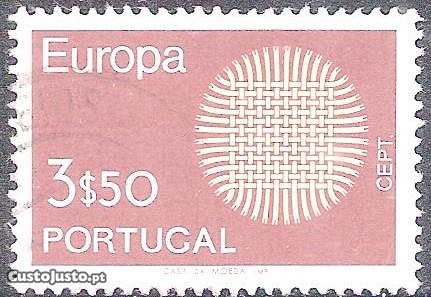 Europa
3$50
CEPT.
PORTUGAL
CASA DA MOEDA
CustoJusto.pt